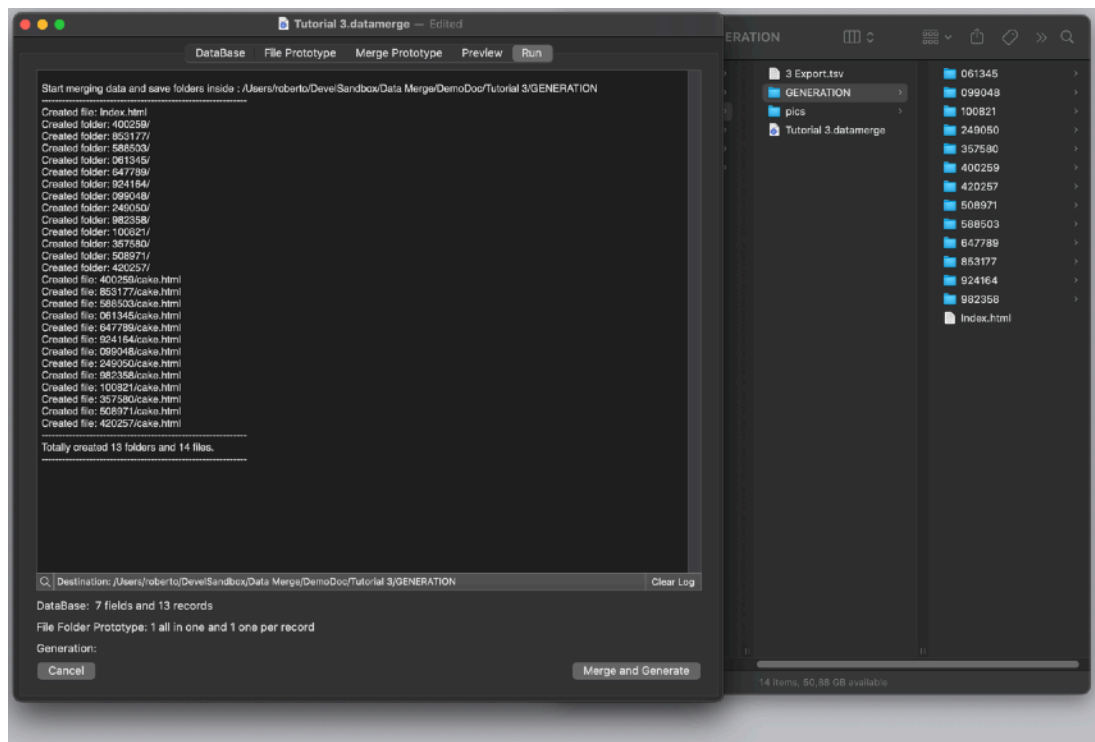 Tutorial 3.datamerge — Edited
DataBase File Prototype Merge Prototype Preview Run
Start merging data and save folders inside : /Users/roberto/DevelSandbox/Data Merge/DemoDoc/Tutorial 3/GENERATION
Created file: Index.html
Created folder: 400259/
Created folder: 853177/
Created folder: 588503/
Created folder: 061345/
Created folder: 647789/
Created folder: 924164/
Created folder: 099048/
Created folder: 249050/
Created folder: 982358/
Created folder: 100821/
Created folder: 357580/
Created folder: 508971/
Created folder: 420257/
Created file: 400259/cake.html
Created file: 853177/cake.html
Created file: 588503/cake.html
Created file: 061345/cake.html
Created file: 647789/cake.html
Created file: 924164/cake.html
Created file: 099048/cake.html
Created file: 249050/cake.html
Created file: 982358/cake.html
Created file: 100821/cake.html
Created file: 357580/cake.html
Created file: 508971/cake.html
Created file: 420257/cake.html
Totally created 13 folders and 14 files.
Destination: /Users/roberto/DevelSandbox/Data Merge/DemoDoc/Tutorial 3/GENERATION
Clear Log
DataBase: 7 fields and 13 records
File Folder Prototype: 1 all in one and 1 one per record
Generation:
Cancel
Merge and Generate
ERATION
3 Export.tsv
GENERATION
pics
Tutorial 3.datamerge
061345
099048
100821
249050
357580
400259
420257
508971
588503
647789
853177
924164
982358
Index.html
14 items, 50,88 GB available